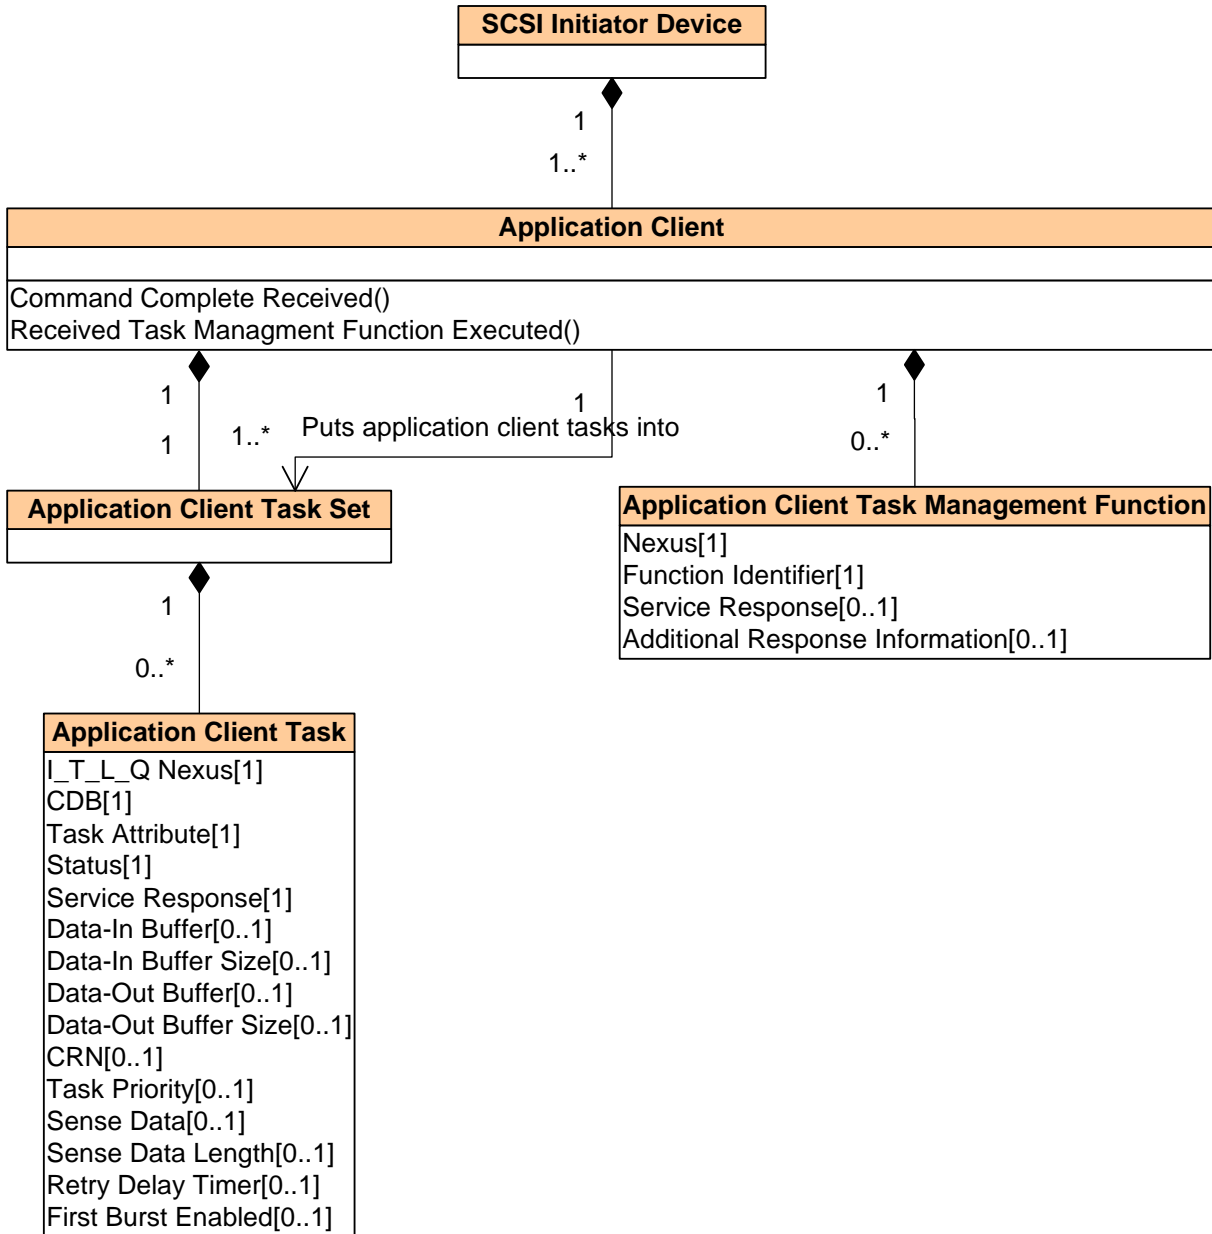 SCSI Initiator Device
1
1..*
Application Client
Command Complete Received()
Received Task Managment Function Executed()
1
1
1..*
Puts application client tasks into
1
1
0..*
Application Client Task Set
Application Client Task Management Function
Nexus[1]
Function Identifier[1]
Service Response[0..1]
Additional Response Information[0..1]
1
0..*
Application Client Task
I_T_L_Q Nexus[1]
CDB[1]
Task Attribute[1]
Status[1]
Service Response[1]
Data-In Buffer[0..1]
Data-In Buffer Size[0..1]
Data-Out Buffer[0..1]
Data-Out Buffer Size[0..1]
CRN[0..1]
Task Priority[0..1]
Sense Data[0..1]
Sense Data Length[0..1]
Retry Delay Timer[0..1]
First Burst Enabled[0..1]